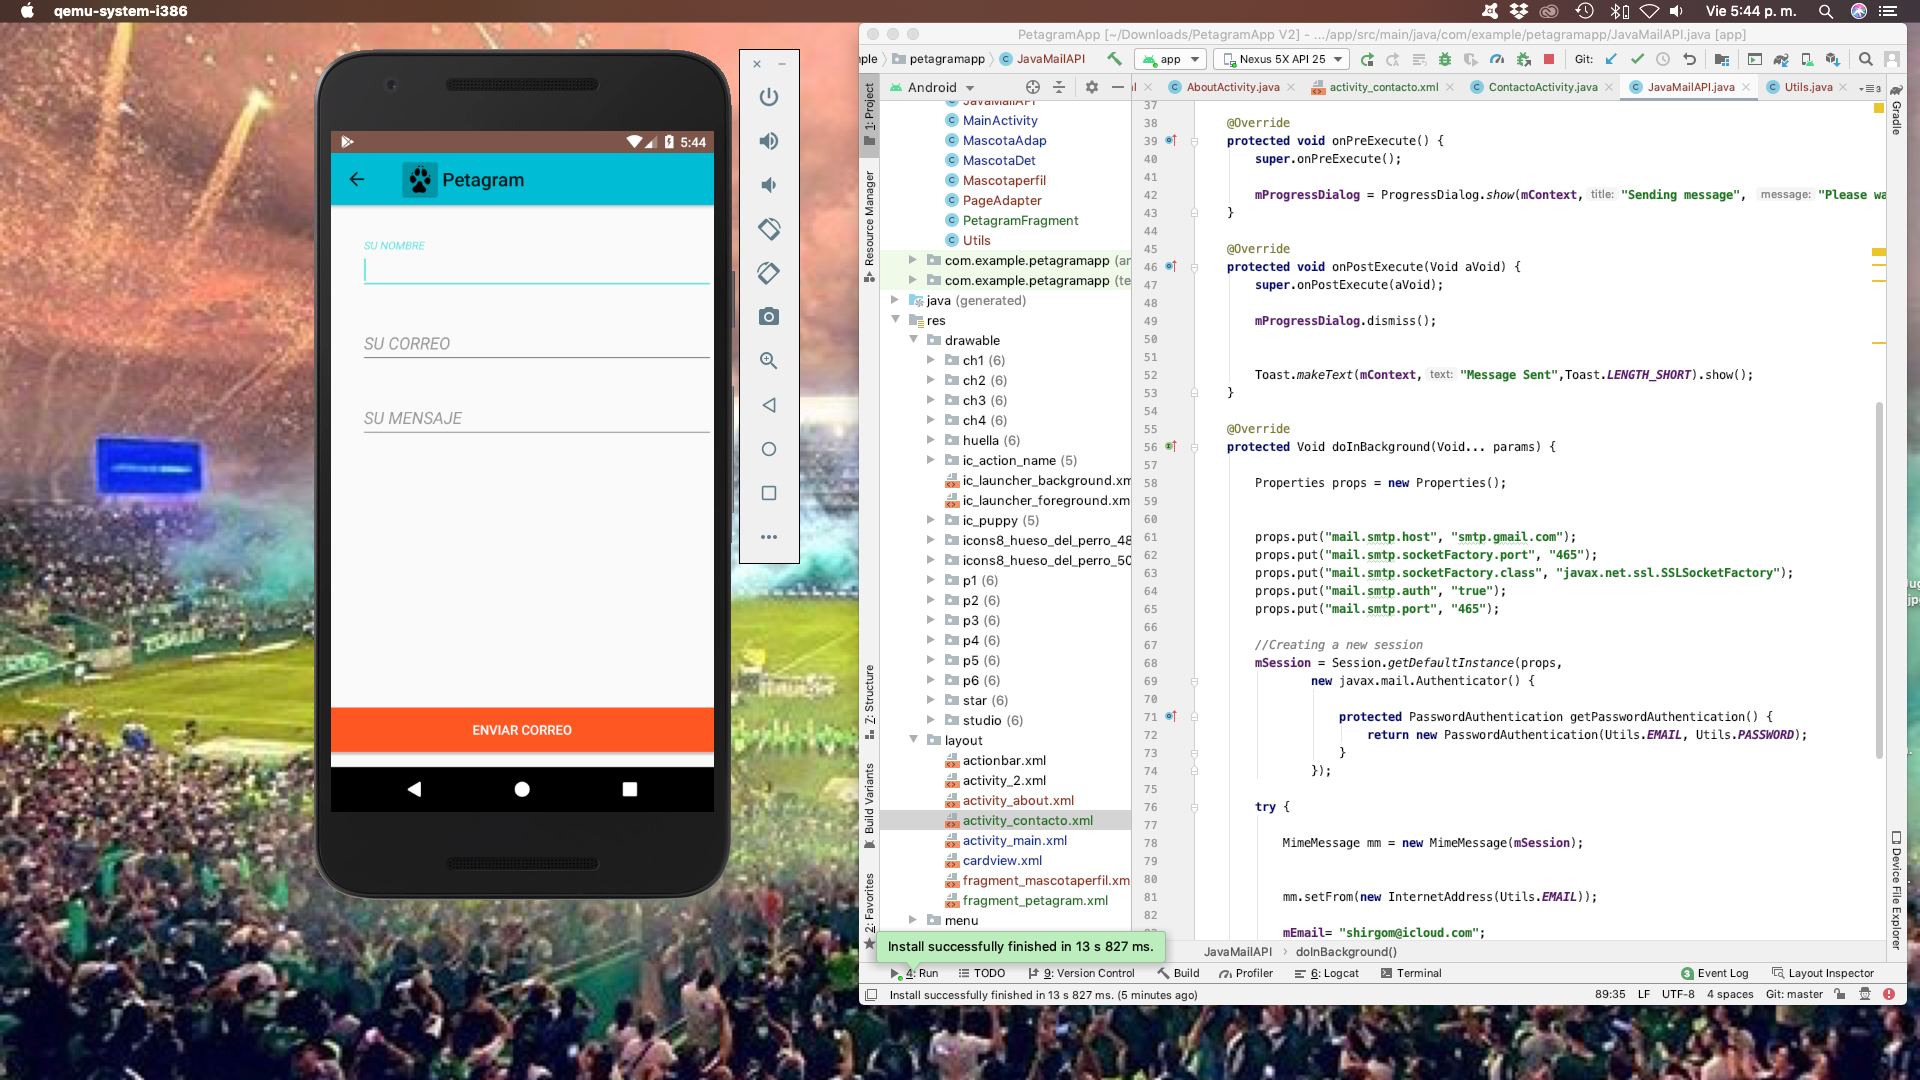 qemu-system-i386
Vie 5:44 p. m.
5:44
Petagram
SU NOMBRE
SU CORREO
SU MENSAJE
ENVIAR CORREO
PetagramApp [~/Downloads/PetagramApp V2] - .../app/src/main/java/com/example/petagramapp/JavaMailAPI.java [app]
ple
petagramapp
JavaMailAPI
app
Nexus 5X API 25
Git:
Android
AboutActivity.java
activity_contacto.xml
ContactoActivity.java
JavaMailAPI.java
Utils.java
3
1: Project
Resource Manager
7: Structure
Build Variants
2: Favorites
Gradle
Device File Explorer
JavaMailAPI
MainActivity
MascotaAdap
MascotaDet
Mascotaperfil
PageAdapter
PetagramFragment
Utils
com.example.petagramapp (ar
com.example.petagramapp (te
java (generated)
res
drawable
ch1 (6)
ch2 (6)
ch3 (6)
ch4 (6)
huella (6)
ic_action_name (5)
ic_launcher_background.xm
ic_launcher_foreground.xm
ic_puppy (5)
icons8_hueso_del_perro_48
icons8_hueso_del_perro_50
p1 (6)
p2 (6)
p3 (6)
p4 (6)
p5 (6)
p6 (6)
star (6)
studio (6)
layout
actionbar.xml
activity_2.xml
activity_about.xml
activity_contacto.xml
activity_main.xml
cardview.xml
fragment_mascotaperfil.xm
fragment_petagram.xml
menu
37
38 @Override
39 protected void onPreExecute() {
40 super.onPreExecute();
41
42 mProgressDialog = ProgressDialog.show(mContext, title: "Sending message", message: "Please wa
43 }
44
45 @Override
46 protected void onPostExecute(Void aVoid) {
47 super.onPostExecute(aVoid);
48
49 mProgressDialog.dismiss();
50
51
52 Toast.makeText(mContext, text: "Message Sent",Toast.LENGTH_SHORT).show();
53 }
54
55 @Override
56 protected Void doInBackground(Void... params) {
57
58 Properties props = new Properties();
59
60
61 props.put("mail.smtp.host", "smtp.gmail.com");
62 props.put("mail.smtp.socketFactory.port", "465");
63 props.put("mail.smtp.socketFactory.class", "javax.net.ssl.SSLSocketFactory");
64 props.put("mail.smtp.auth", "true");
65 props.put("mail.smtp.port", "465");
66
67 //Creating a new session
68 mSession = Session.getDefaultInstance(props,
69 new javax.mail.Authenticator() {
70
71 protected PasswordAuthentication getPasswordAuthentication() {
72 return new PasswordAuthentication(Utils.EMAIL, Utils.PASSWORD);
73 }
74 });
75
76 try {
77
78 MimeMessage mm = new MimeMessage(mSession);
79
80
81 mm.setFrom(new InternetAddress(Utils.EMAIL));
82
mEmail= "shirgom@icloud.com";
JavaMailAPI
doInBackground()
Install successfully finished in 13 s 827 ms.
4: Run
TODO
9: Version Control
Build
Profiler
6: Logcat
Terminal
3 Event Log
Layout Inspector
Install successfully finished in 13 s 827 ms. (5 minutes ago)
89:35
LF
UTF-8
4 spaces
Git: master